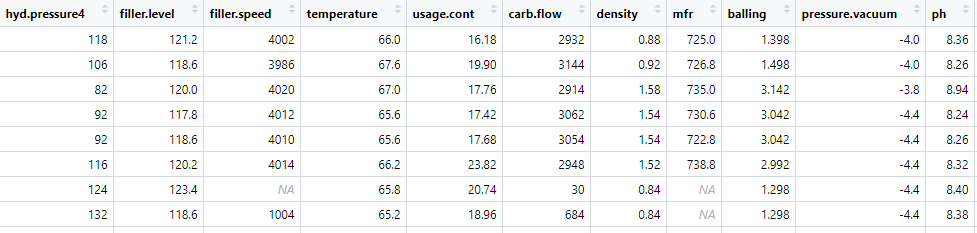 hyd.pressure4 filler.level filler.speed temperature usage.cont carb.flow density mfr balling pressure.vacuum ph
118 121.2 4002 66.0 16.18 2932 0.88 725.0 1.398 -4.0 8.36
106 118.6 3986 67.6 19.90 3144 0.92 726.8 1.498 -4.0 8.26
82 120.0 4020 67.0 17.76 2914 1.58 735.0 3.142 -3.8 8.94
92 117.8 4012 65.6 17.42 3062 1.54 730.6 3.042 -4.4 8.24
92 118.6 4010 65.6 17.68 3054 1.54 722.8 3.042 -4.4 8.26
116 120.2 4014 66.2 23.82 2948 1.52 738.8 2.992 -4.4 8.32
124 123.4 NA 65.8 20.74 30 0.84 NA 1.298 -4.4 8.40
132 118.6 1004 65.2 18.96 684 0.84 NA 1.298 -4.4 8.38